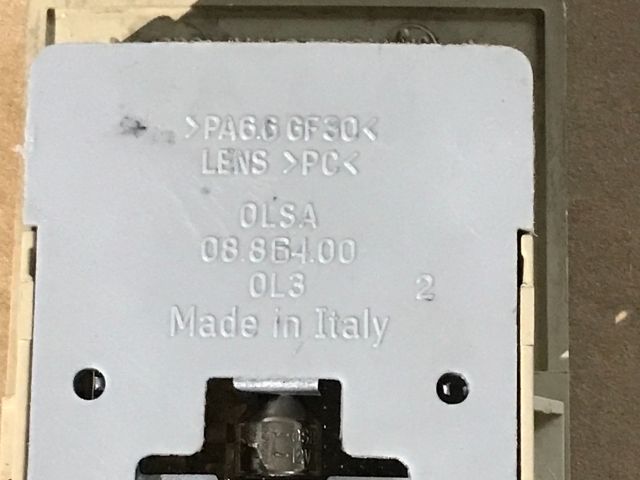 >PA6.6 GF30<
LENS >PC<
OLSA
08.864.00
OL3
2
Made in Italy